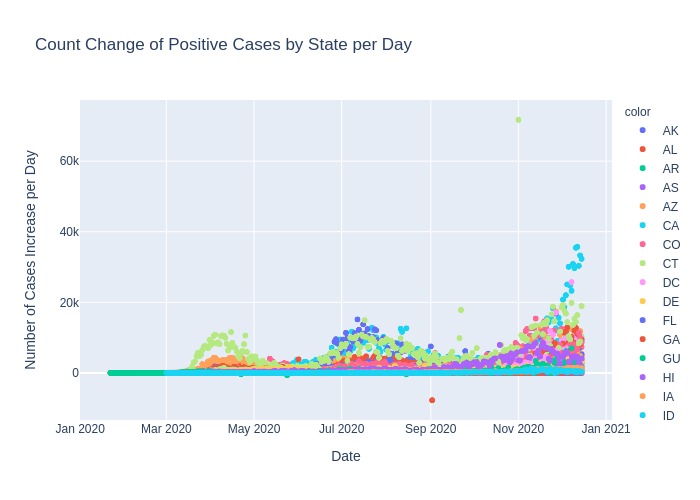 Count Change of Positive Cases by State per Day
color
AK
AL
AR
AS
AZ
CA
CO
CT
DC
DE
FL
GA
GU
HI
IA
ID
Number of Cases Increase per Day
60k
40k
20k
0
Jan 2020
Mar 2020
May 2020
Jul 2020
Sep 2020
Nov 2020
Jan 2021
Date